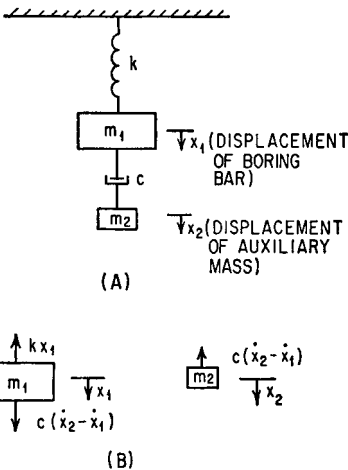 k
m₁
x₁ (DISPLACEMENT
OF BORING
BAR)
c
m₂
x₂ (DISPLACEMENT
OF AUXILIARY
MASS)
(A)
kx₁
m₁
x₁
c(ẋ₂-ẋ₁)
c(ẋ₂-ẋ₁)
m₂
x₂
(B)